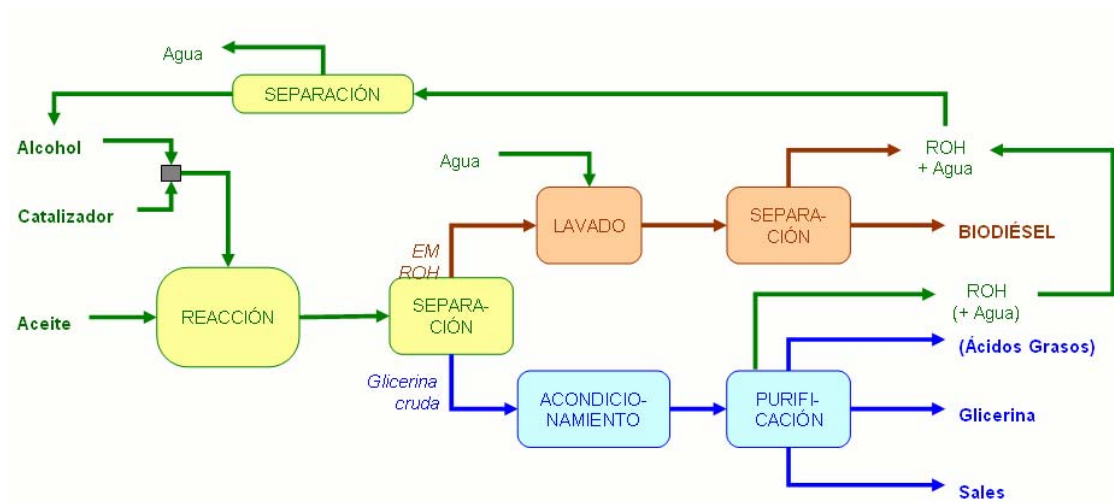 Agua
SEPARACIÓN
Alcohol
Catalizador
Aceite
REACCIÓN
SEPARA-
CIÓN
EM
ROH
Agua
LAVADO
SEPARA-
CIÓN
ROH
+ Agua
BIODIÉSEL
ROH
(+ Agua)
Glicerina
cruda
ACONDICIO-
NAMIENTO
PURIFI-
CACIÓN
(Ácidos Grasos)
Glicerina
Sales